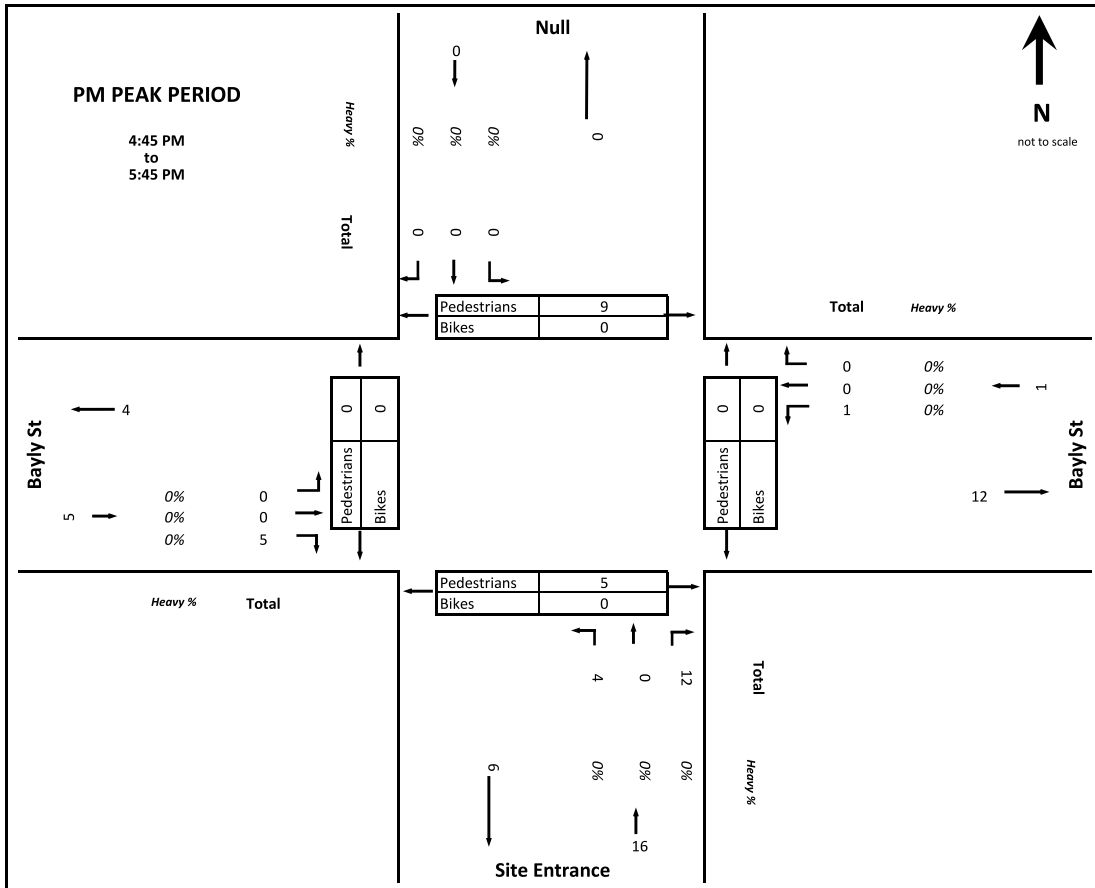 Null
0
PM PEAK PERIOD
4:45 PM
to
5:45 PM
N
not to scale
Heavy % 0% 0% 0% 0
Total 0 0 0
Pedestrians 9
Bikes 0
Total Heavy %
0 0%
0 0% 1
1 0%
Bayly St
4
0% 0
5 0% 0
0% 5
Heavy % Total
Pedestrians 0
Bikes 0
Pedestrians 0
Bikes 0
12
Bayly St
Pedestrians 5
Bikes 0
4 0 12 Total
6 0% 0% 0% Heavy %
16
Site Entrance